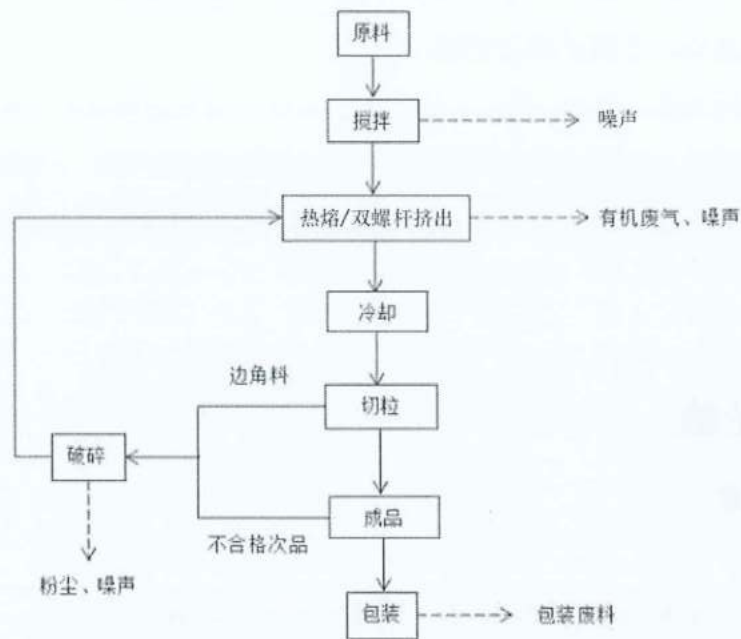 原料
搅拌
噪声
热熔/双螺杆挤出
有机废气、噪声
冷却
边角料
切粒
破碎
成品
不合格次品
粉尘、噪声
包装
包装废料